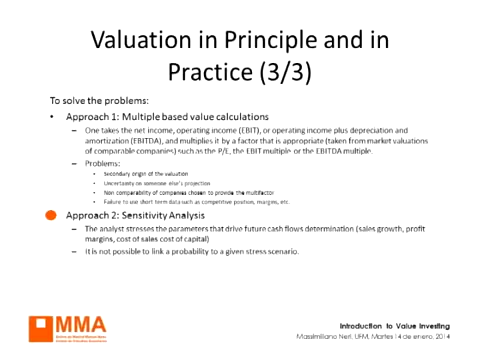 Valuation in Principle and in
Practice (3/3)
To solve the problems:
• Approach 1: Multiple based value calculations
– One takes the net income, operating income (EBIT), or operating income plus depreciation and
amortization (EBITDA), and multiplies it by a factor that is appropriate (taken from market valuations
of comparable companies) such as the P/E, the EBIT multiple or the EBITDA multiple.
– Problems:
• Secondary origin of the valuation
• Uncertainty on someone else's projection
• Non comparability of companies chosen to provide the multifactor
• Failure to use short term data such as competitive position, margins, etc.
Approach 2: Sensitivity Analysis
– The analyst stresses the parameters that drive future cash flows determination (sales growth, profit
margins, cost of sales cost of capital)
– It is not possible to link a probability to a given stress scenario.
MMA
Introduction to Value Investing
Massimiliano Neri, UFM, Martes 14 de enero, 2014